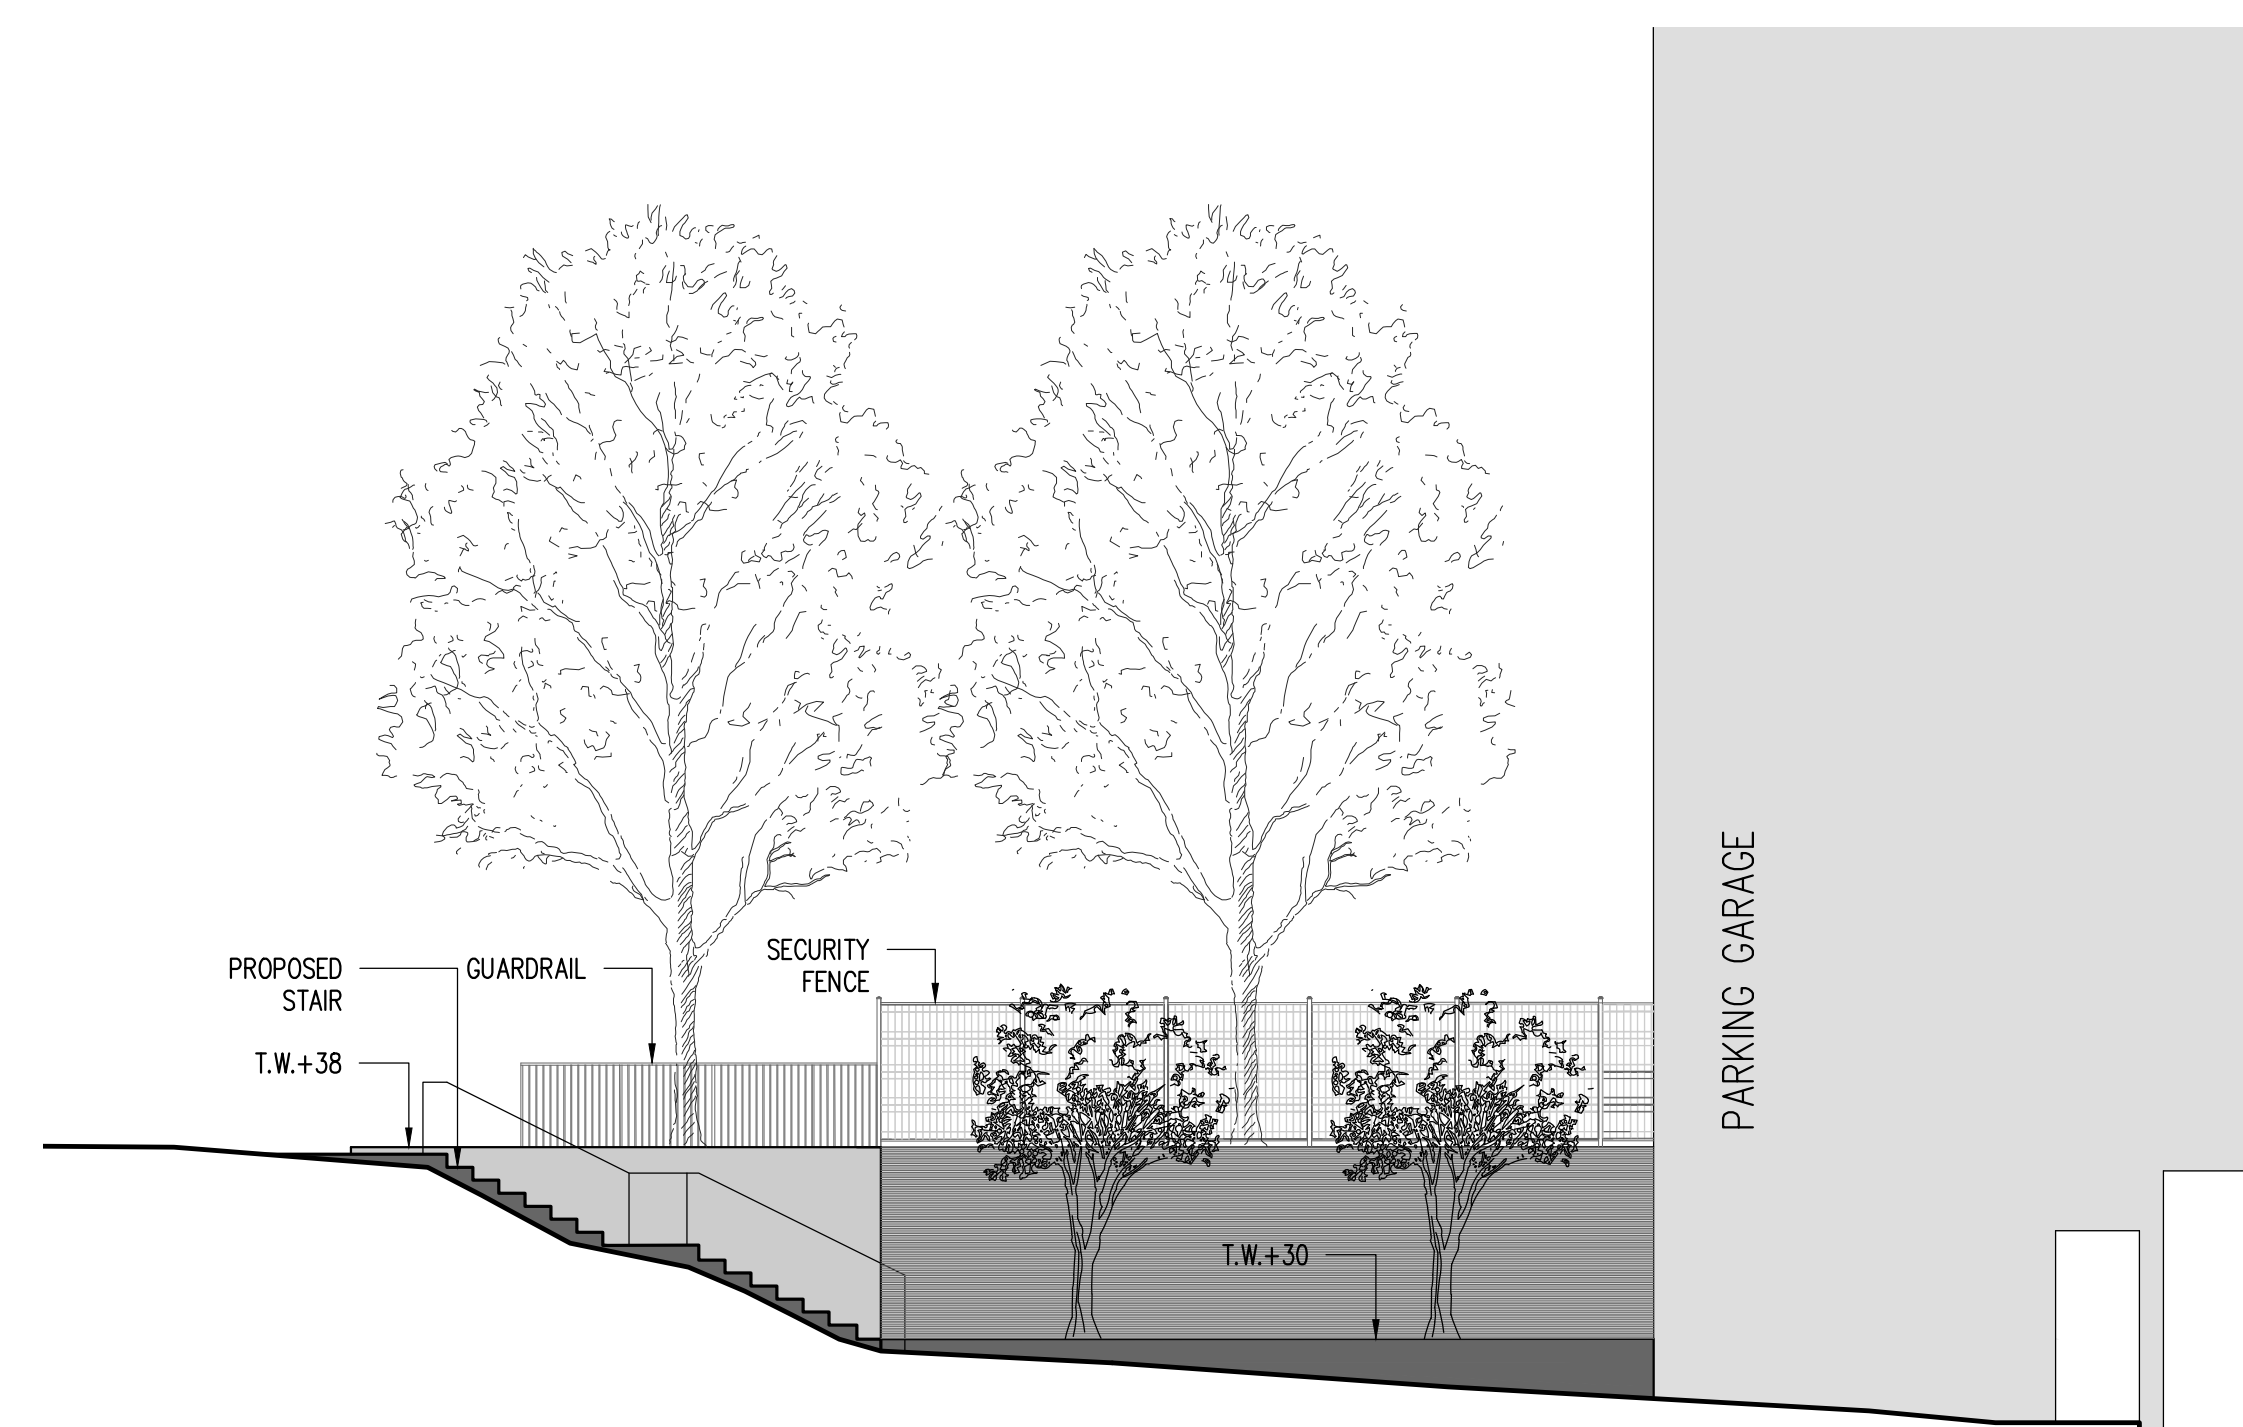 SECURITY
FENCE
PROPOSED
STAIR
GUARDRAIL
T.W.+38
T.W.+30
PARKING GARAGE